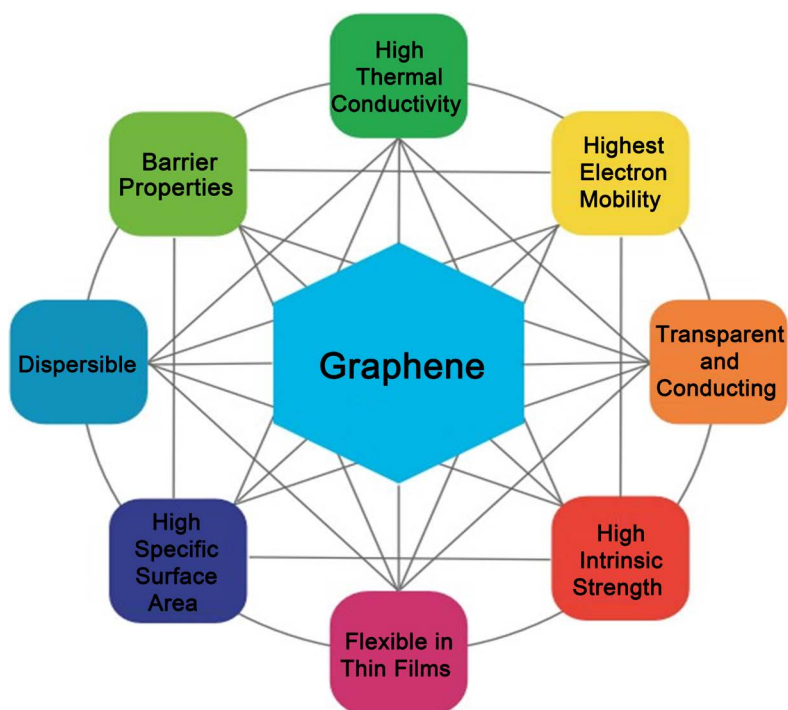 High
Thermal
Conductivity
Highest
Electron
Mobility
Transparent
and
Conducting
High
Intrinsic
Strength
Flexible in
Thin Films
High
Specific
Surface
Area
Dispersible
Barrier
Properties
Graphene